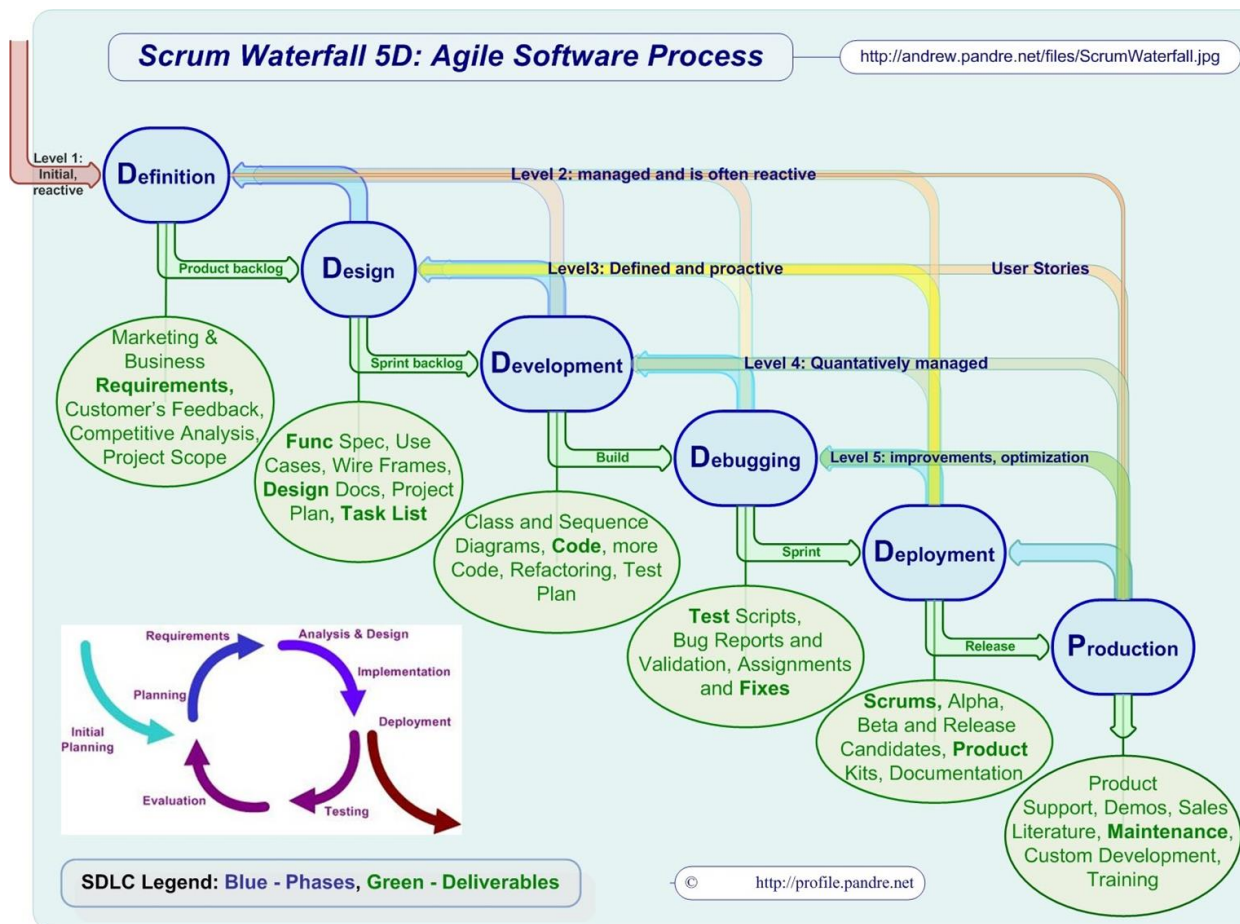 Scrum Waterfall 5D: Agile Software Process
http://andrew.pandre.net/files/ScrumWaterfall.jpg
Level 1:
Initial,
reactive
Definition
Level 2: managed and is often reactive
Product backlog
Design
Level3: Defined and proactive
User Stories
Marketing &
Business
Requirements,
Customer's Feedback,
Competitive Analysis,
Project Scope
Sprint backlog
Development
Level 4: Quantatively managed
Func Spec, Use
Cases, Wire Frames,
Design Docs, Project
Plan, Task List
Build
Debugging
Level 5: improvements, optimization
Class and Sequence
Diagrams, Code, more
Code, Refactoring, Test
Plan
Sprint
Deployment
Test Scripts,
Bug Reports and
Validation, Assignments
and Fixes
Release
Production
Scrums, Alpha,
Beta and Release
Candidates, Product
Kits, Documentation
Product
Support, Demos, Sales
Literature, Maintenance,
Custom Development,
Training
Requirements
Analysis & Design
Implementation
Planning
Deployment
Initial
Planning
Evaluation
Testing
SDLC Legend: Blue - Phases, Green - Deliverables
© http://profile.pandre.net